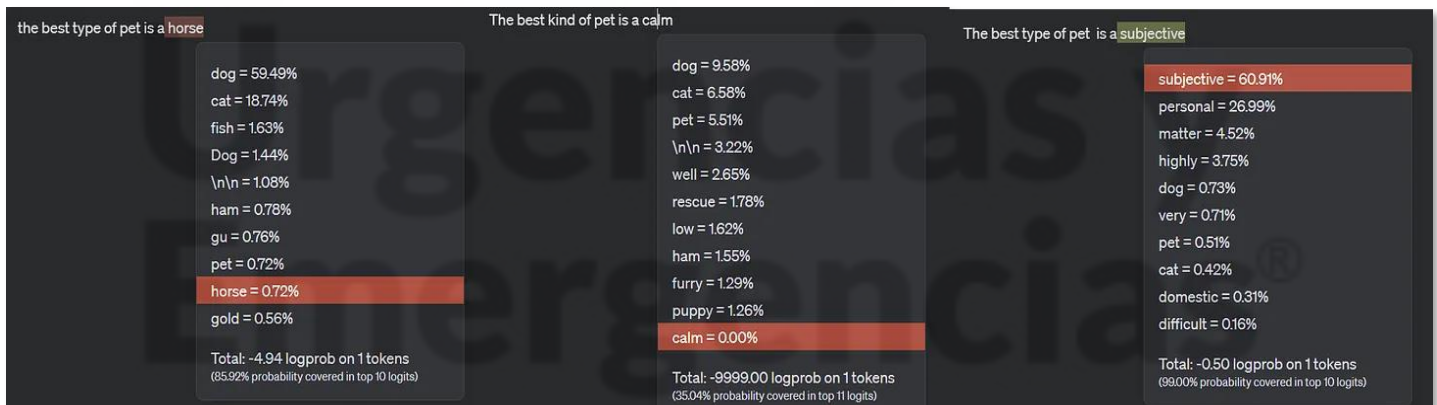 the best type of pet is a horse
dog = 59.49%
cat = 18.74%
fish = 1.63%
Dog = 1.44%
\n\n = 1.08%
ham = 0.78%
gu = 0.76%
pet = 0.72%
horse = 0.72%
gold = 0.56%
Total: -4.94 logprob on 1 tokens
(85.92% probability covered in top 10 logits)
The best kind of pet is a calm
dog = 9.58%
cat = 6.58%
pet = 5.51%
\n\n = 3.22%
well = 2.65%
rescue = 1.78%
low = 1.62%
ham = 1.55%
furry = 1.29%
puppy = 1.26%
calm = 0.00%
Total: -9999.00 logprob on 1 tokens
(35.04% probability covered in top 11 logits)
The best type of pet  is a subjective
subjective = 60.91%
personal = 26.99%
matter = 4.52%
highly = 3.75%
dog = 0.73%
very = 0.71%
pet = 0.51%
cat = 0.42%
domestic = 0.31%
difficult = 0.16%
Total: -0.50 logprob on 1 tokens
(99.00% probability covered in top 10 logits)
Urgencias y
Emergencias®